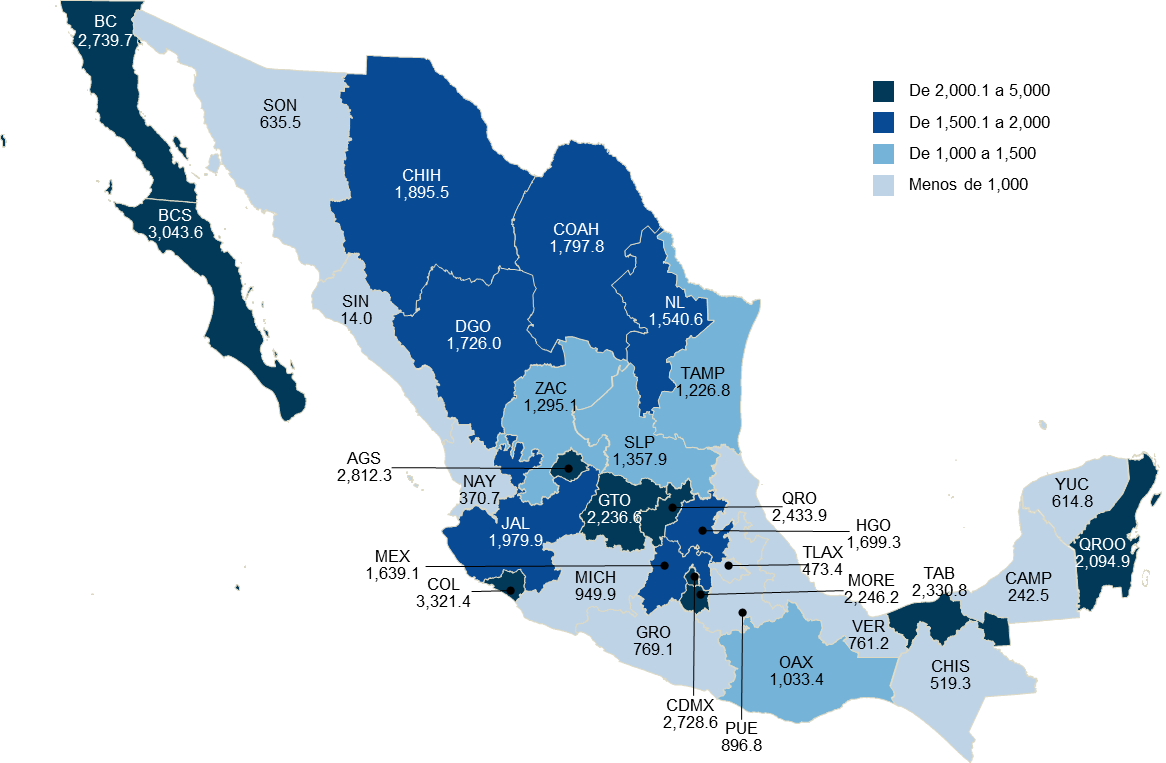 BC
2,739.7
SON
635.5
De 2,000.1 a 5,000
De 1,500.1 a 2,000
De 1,000 a 1,500
Menos de 1,000
CHIH
1,895.5
BCS
3,043.6
COAH
1,797.8
SIN
14.0
NL
1,540.6
DGO
1,726.0
TAMP
1,226.8
ZAC
1,295.1
SLP
1,357.9
AGS
2,812.3
NAY
370.7
GTO
2,236.6
QRO
2,433.9
YUC
614.8
JAL
1,979.9
HGO
1,699.3
QROO
2,094.9
MEX
1,639.1
TLAX
473.4
COL
3,321.4
MICH
949.9
MORE
2,246.2
TAB
2,330.8
CAMP
242.5
GRO
769.1
VER
761.2
OAX
1,033.4
CHIS
519.3
CDMX
2,728.6
PUE
896.8